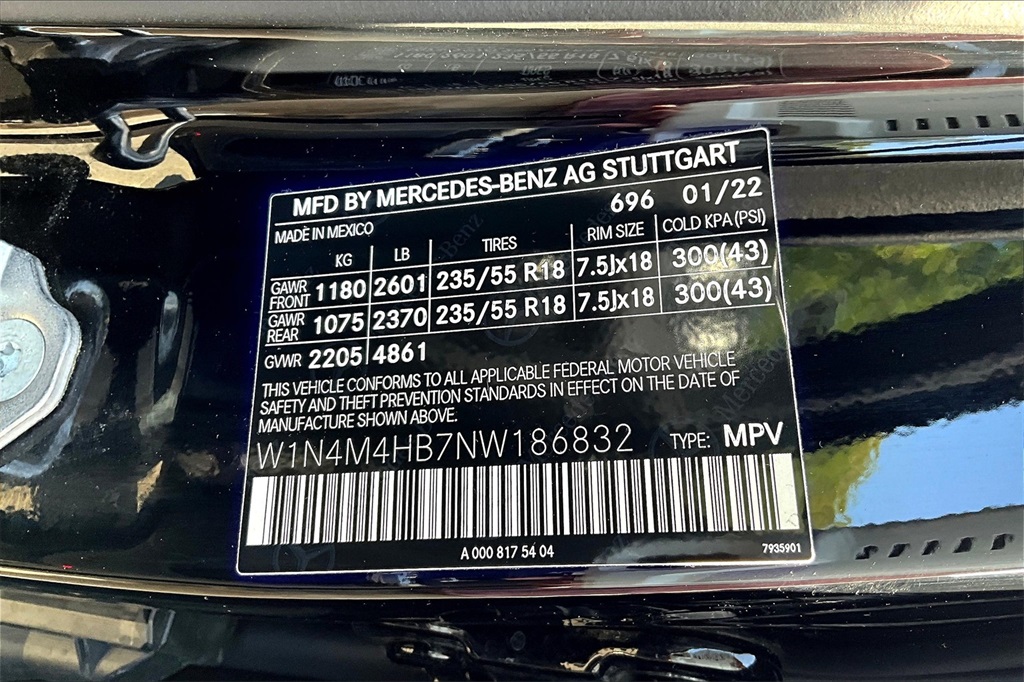 MFD BY MERCEDES-BENZ AG STUTTGART
MADE IN MEXICO 696 01/22
KG LB TIRES RIM SIZE COLD KPA(PSI)
GAWR FRONT 1180 2601 235/55 R18 7.5Jx18 300(43)
GAWR REAR 1075 2370 235/55 R18 7.5Jx18 300(43)
GVWR 2205 4861
THIS VEHICLE CONFORMS TO ALL APPLICABLE FEDERAL MOTOR VEHICLE
SAFETY AND THEFT PREVENTION STANDARDS IN EFFECT ON THE DATE OF
MANUFACTURE SHOWN ABOVE.
W1N4M4HB7NW186832 TYPE: MPV
A 000 817 54 04 7935901